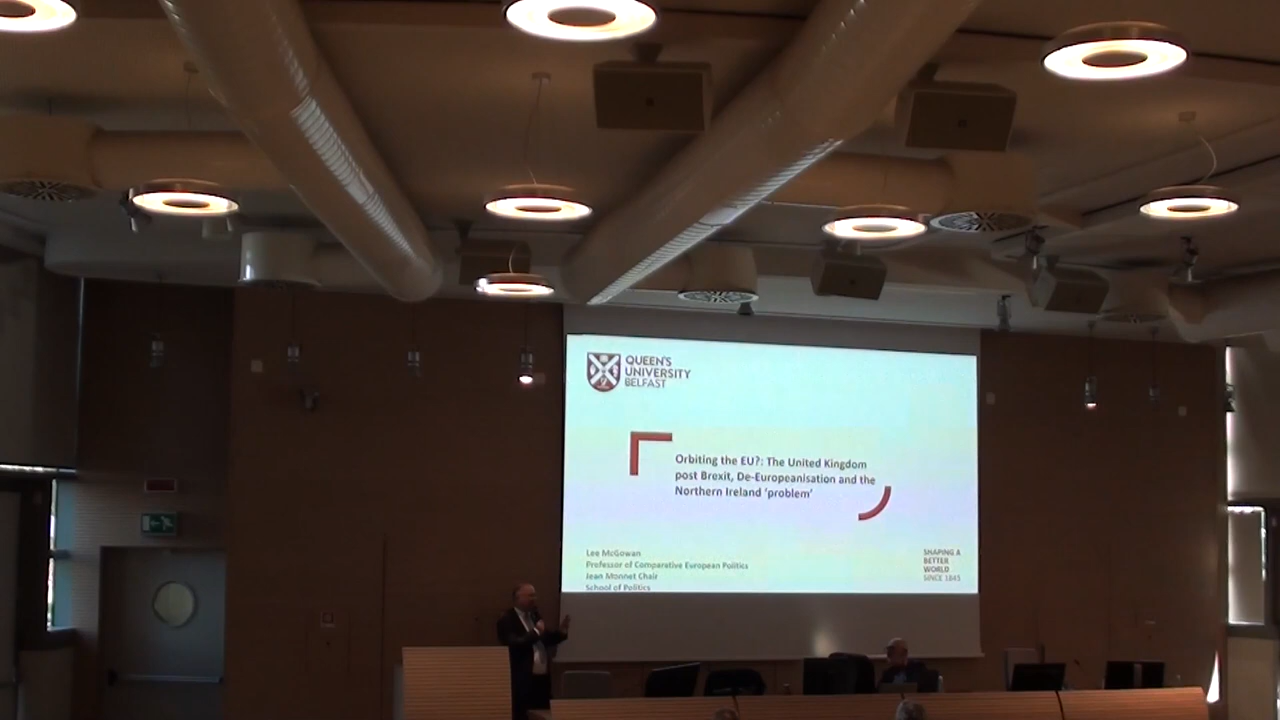 QUEEN'S
UNIVERSITY
BELFAST
Orbiting the EU?: The United Kingdom
post Brexit, De-Europeanisation and the
Northern Ireland ‘problem’
Lee McGowan
Professor of Comparative European Politics
Jean Monnet Chair
School of Politics
SHAPING A
BETTER
WORLD
SINCE 1845